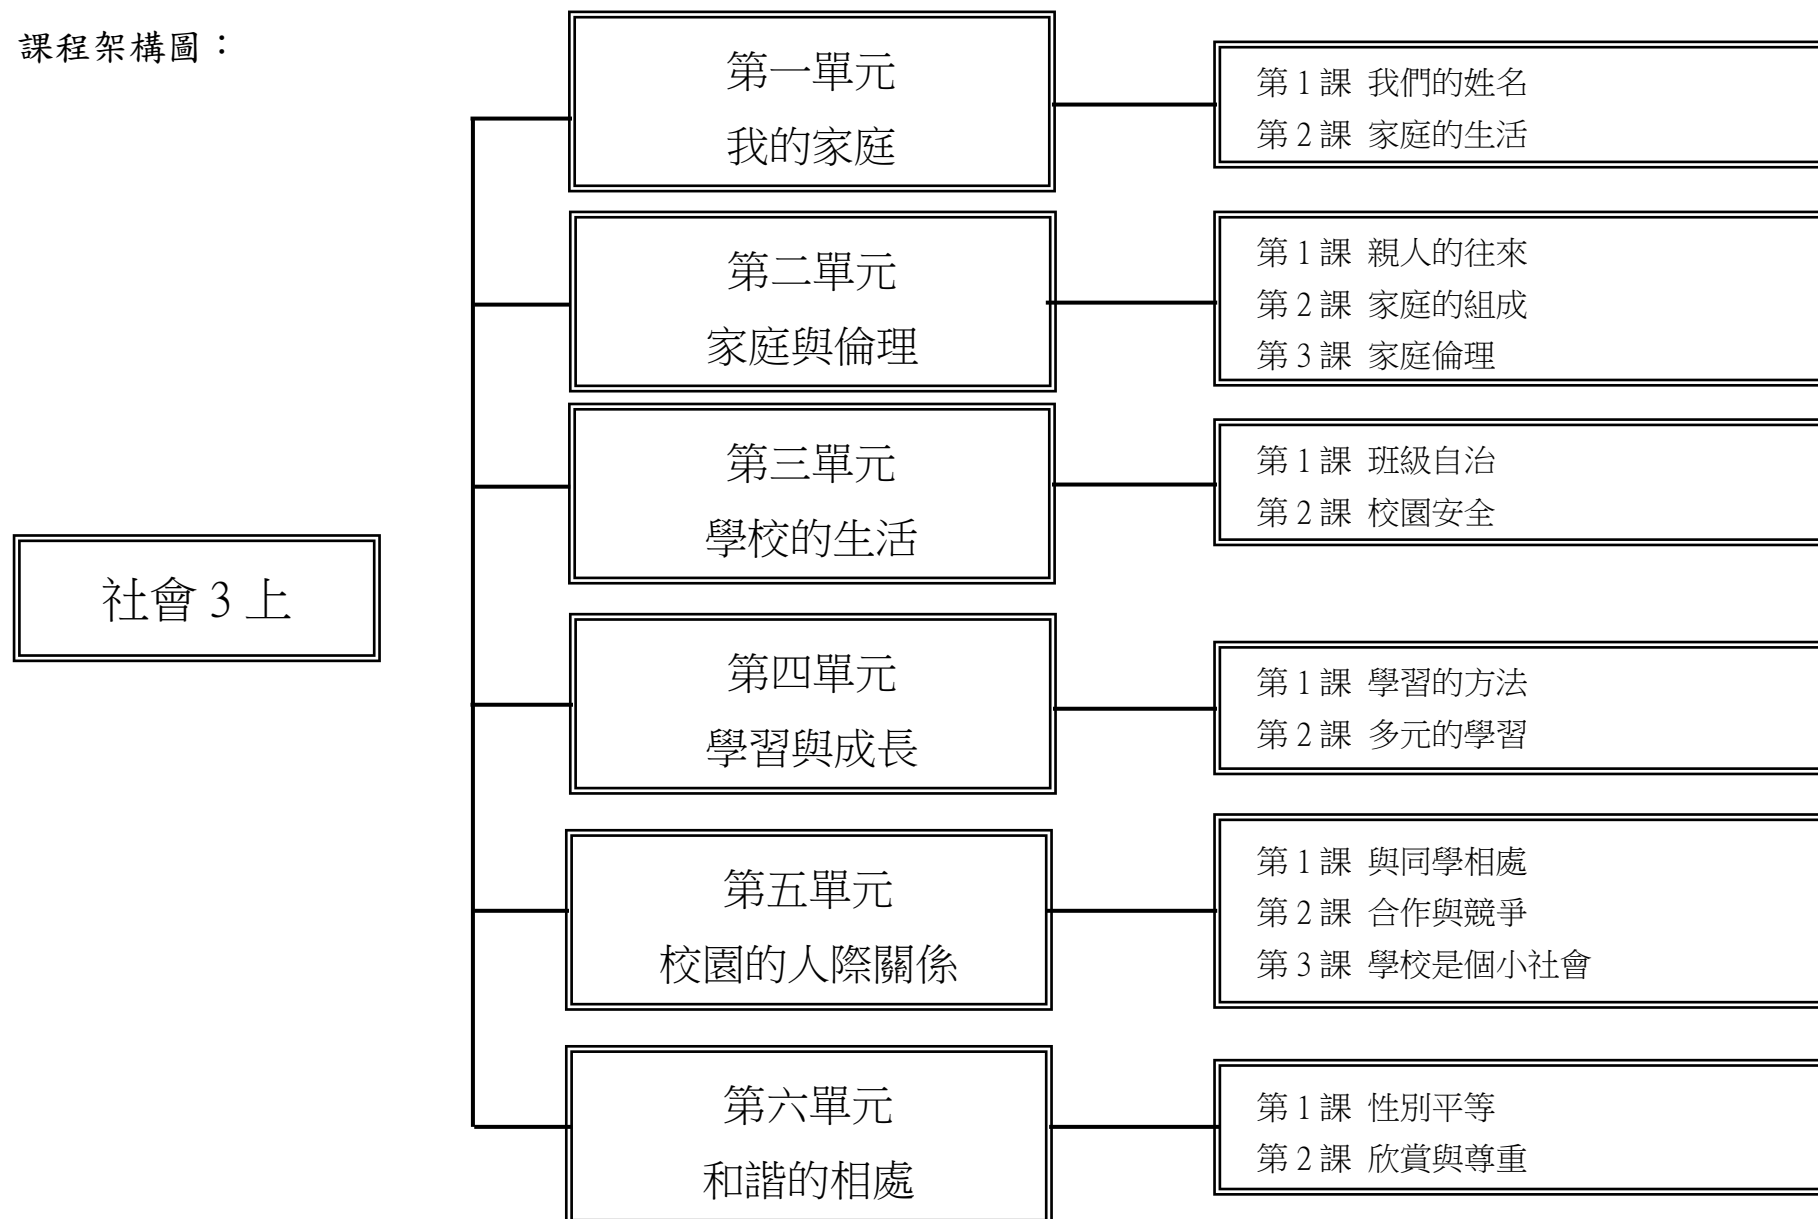 課程架構圖：
社會 3 上
第一單元
我的家庭
第 1 課 我們的姓名
第 2 課 家庭的生活
第二單元
家庭與倫理
第 1 課 親人的往來
第 2 課 家庭的組成
第 3 課 家庭倫理
第三單元
學校的生活
第 1 課 班級自治
第 2 課 校園安全
第四單元
學習與成長
第 1 課 學習的方法
第 2 課 多元的學習
第五單元
校園的人際關係
第 1 課 與同學相處
第 2 課 合作與競爭
第 3 課 學校是個小社會
第六單元
和諧的相處
第 1 課 性別平等
第 2 課 欣賞與尊重